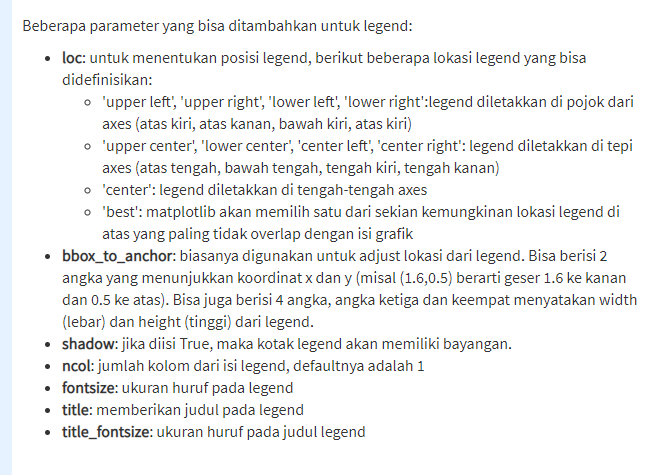 Beberapa parameter yang bisa ditambahkan untuk legend:
• loc: untuk menentukan posisi legend, berikut beberapa lokasi legend yang bisa
didefinisikan:
◦ 'upper left', 'upper right', 'lower left', 'lower right':legend diletakkan di pojok dari
axes (atas kiri, atas kanan, bawah kiri, atas kiri)
◦ 'upper center', 'lower center', 'center left', 'center right': legend diletakkan di tepi
axes (atas tengah, bawah tengah, tengah kiri, tengah kanan)
◦ 'center': legend diletakkan di tengah-tengah axes
◦ 'best': matplotlib akan memilih satu dari sekian kemungkinan lokasi legend di
atas yang paling tidak overlap dengan isi grafik
• bbox_to_anchor: biasanya digunakan untuk adjust lokasi dari legend. Bisa berisi 2
angka yang menunjukkan koordinat x dan y (misal (1.6,0.5) berarti geser 1.6 ke kanan
dan 0.5 ke atas). Bisa juga berisi 4 angka, angka ketiga dan keempat menyatakan width
(lebar) dan height (tinggi) dari legend.
• shadow: jika diisi True, maka kotak legend akan memiliki bayangan.
• ncol: jumlah kolom dari isi legend, defaultnya adalah 1
• fontsize: ukuran huruf pada legend
• title: memberikan judul pada legend
• title_fontsize: ukuran huruf pada judul legend